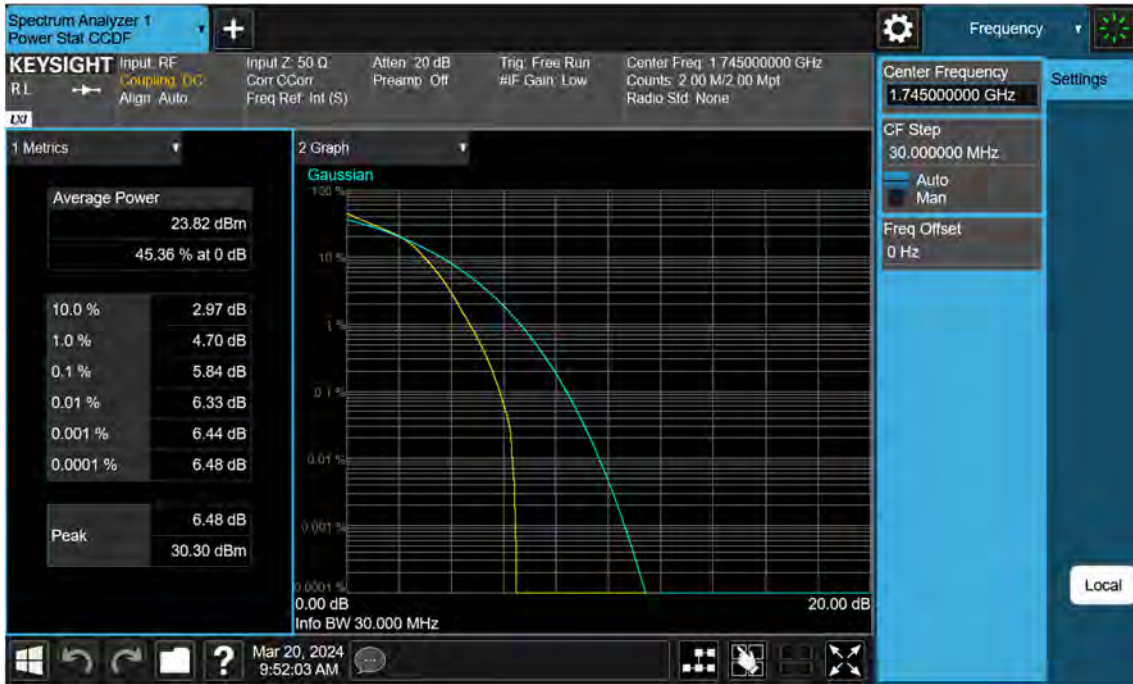 Spectrum Analyzer 1
Power Stat CCDF
+
Frequency
KEYSIGHT
R L
LXI
Input: RF
Coupling: DC
Align: Auto
Input Z: 50 Ω
Corr CCorr
Freq Ref: Int (S)
Atten: 20 dB
Preamp: Off
Trig: Free Run
#IF Gain: Low
Center Freq: 1.745000000 GHz
Counts: 2.00 M/2.00 Mpt
Radio Std: None
Center Frequency
1.745000000 GHz
Settings
CF Step
30.000000 MHz
Auto
Man
Freq Offset
0 Hz
Local
1 Metrics
Average Power
23.82 dBm
45.36 % at 0 dB
10.0 % 2.97 dB
1.0 % 4.70 dB
0.1 % 5.84 dB
0.01 % 6.33 dB
0.001 % 6.44 dB
0.0001 % 6.48 dB
Peak
6.48 dB
30.30 dBm
2 Graph
Gaussian
100 %
10 %
1 %
0.1 %
0.01 %
0.001 %
0.0001 %
0.00 dB 20.00 dB
Info BW 30.000 MHz
?
Mar 20, 2024
9:52:03 AM